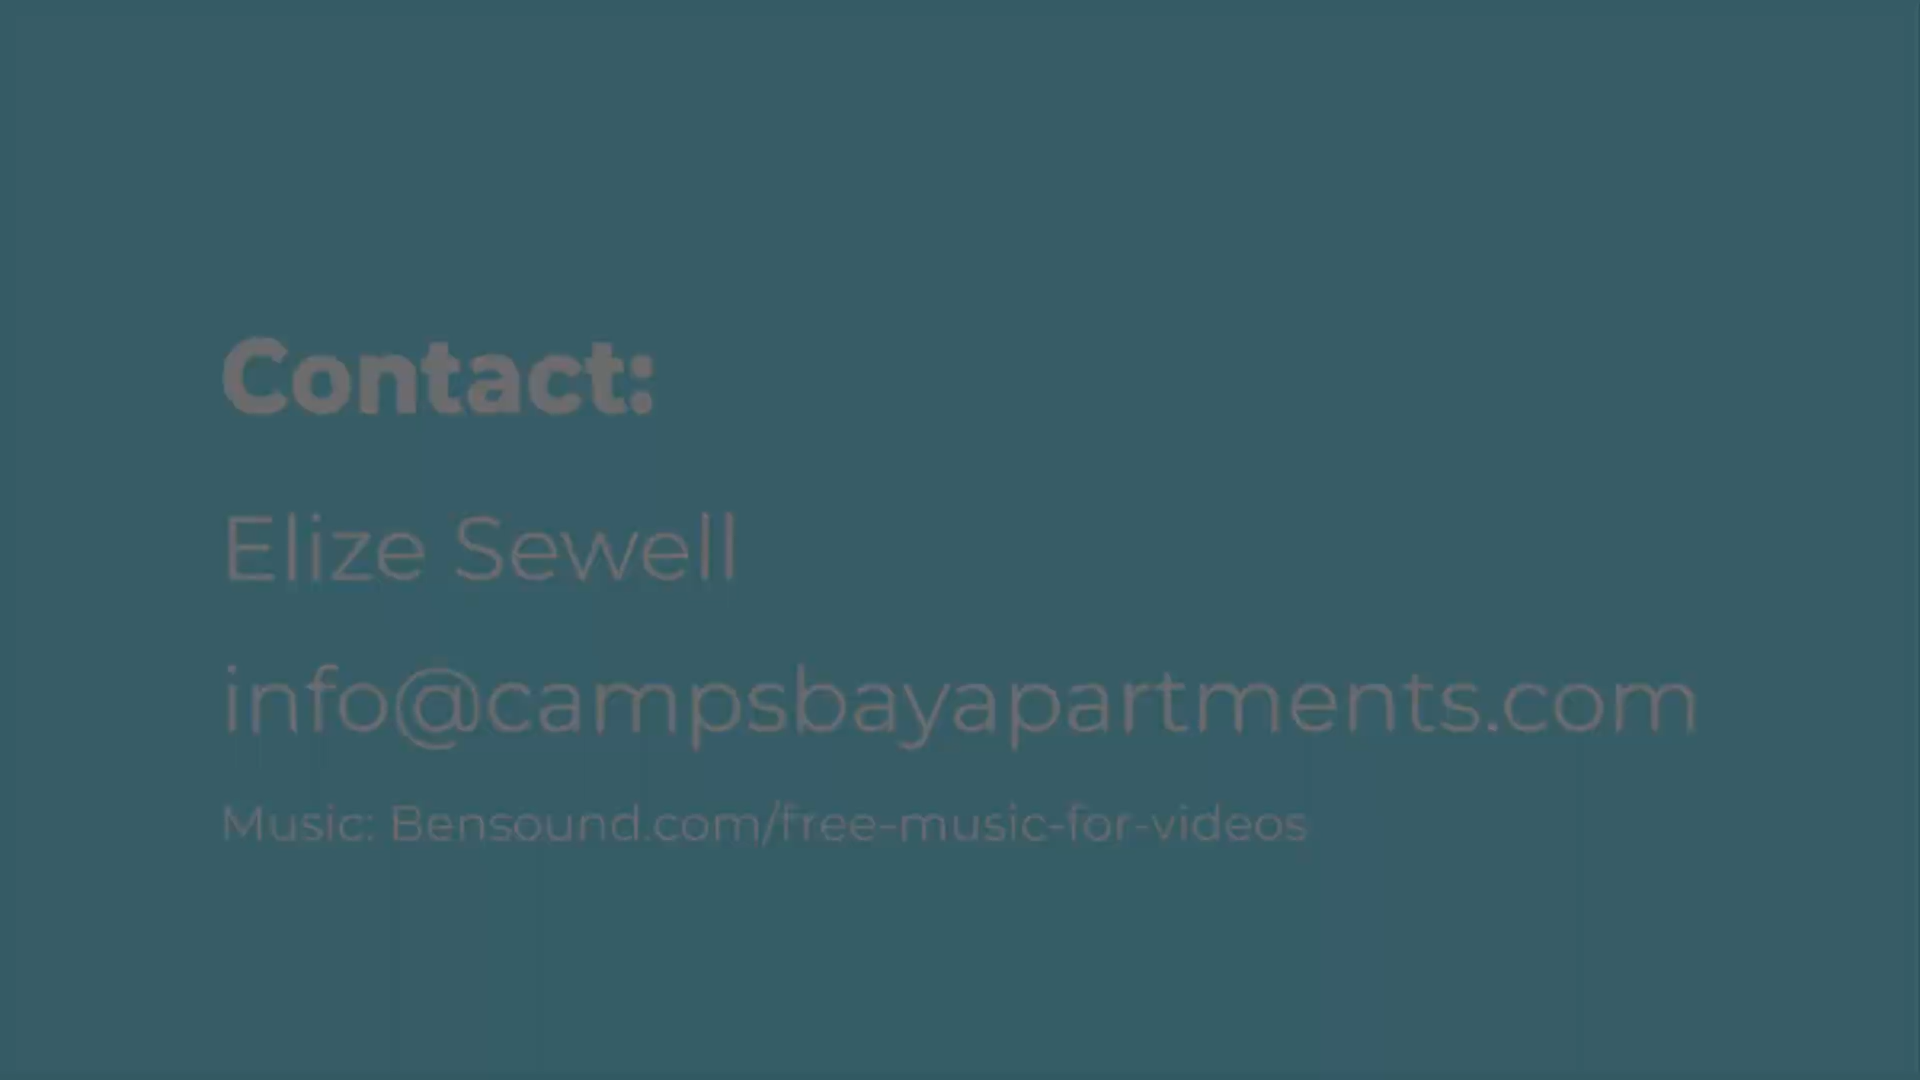 Contact:
Elize Sewell
info@campsbayapartments.com
Music: Bensound.com/free-music-for-videos